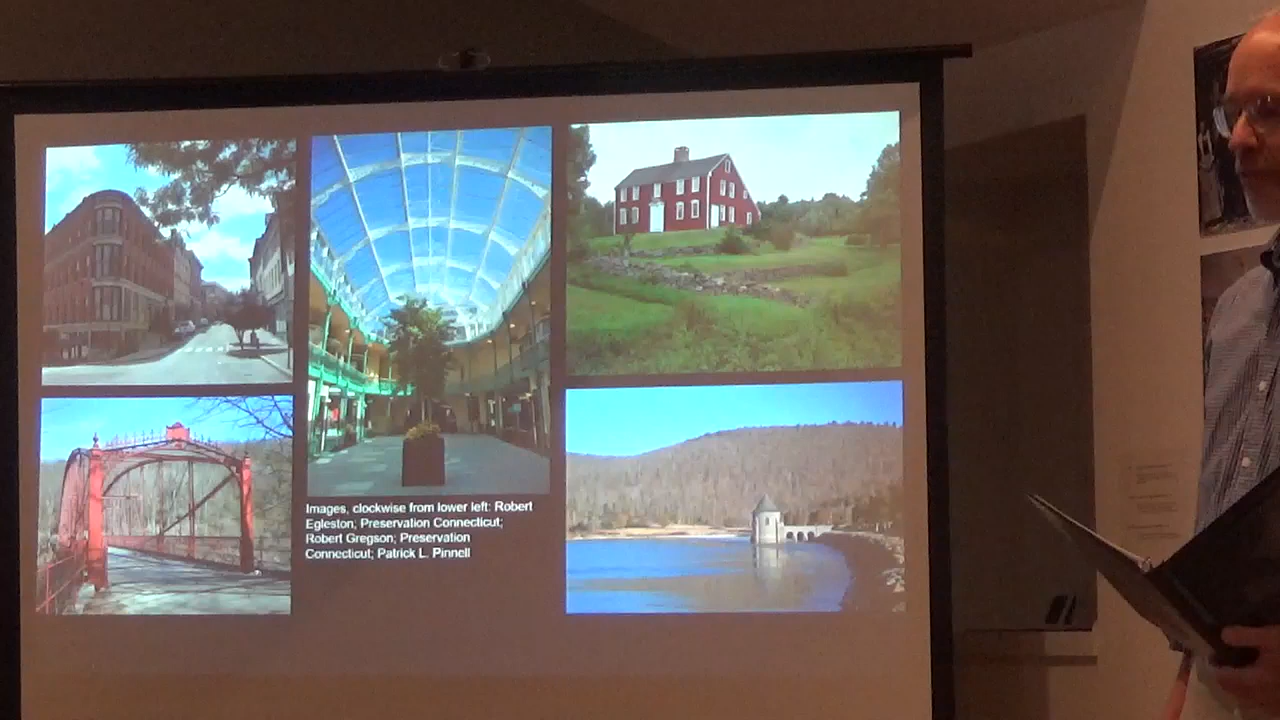 Images, clockwise from lower left: Robert
Egleston; Preservation Connecticut;
Robert Gregson; Preservation
Connecticut; Patrick L. Pinnell